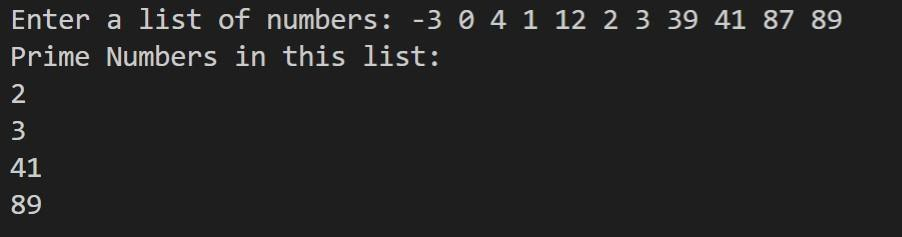 Enter a list of numbers: -3 0 4 1 12 2 3 39 41 87 89
Prime Numbers in this list:
2
3
41
89